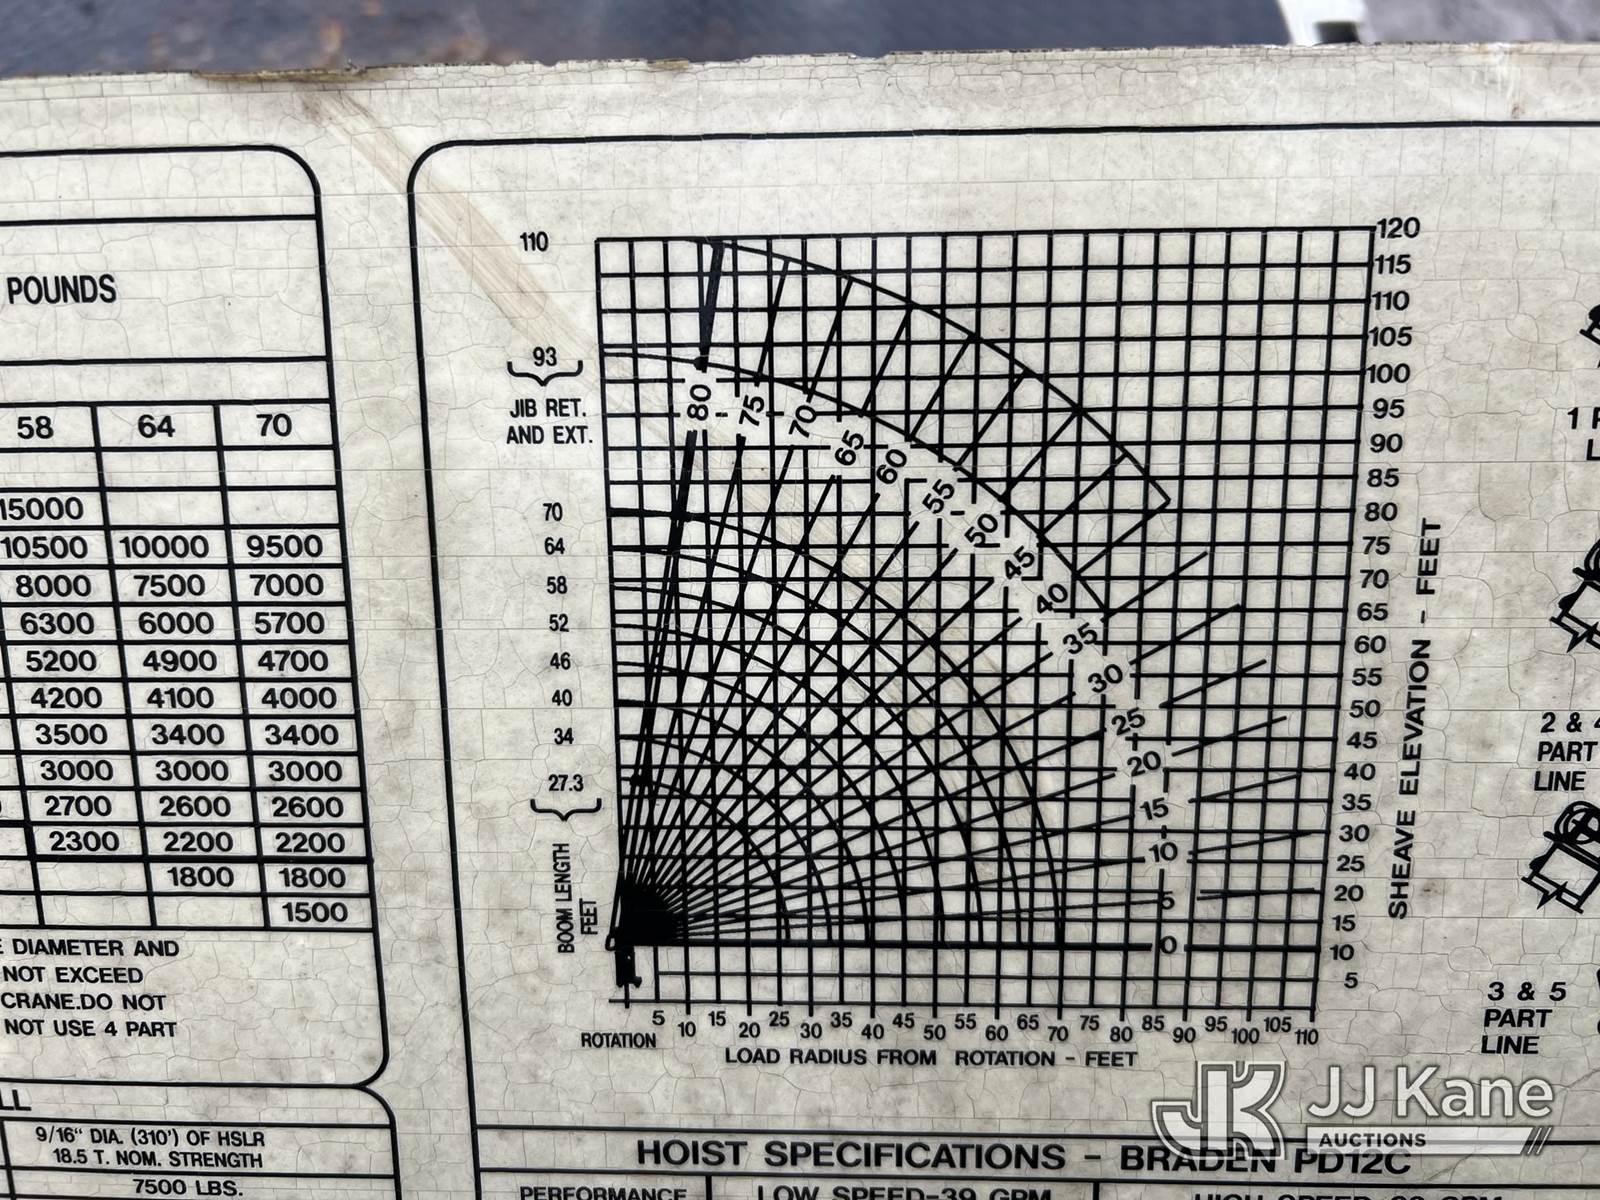 POUNDS
58 64 70
15000
10500 10000 9500
8000 7500 7000
6300 6000 5700
5200 4900 4700
4200 4100 4000
3500 3400 3400
3000 3000 3000
2700 2600 2600
2300 2200 2200
1800 1800
1500
DIAMETER AND
NOT EXCEED
CRANE.DO NOT
NOT USE 4 PART
LL
9/16" DIA. (310') OF HSLR
18.5 T. NOM. STRENGTH
7500 LBS.
110
93
JIB RET.
AND EXT.
70
64
58
52
46
40
34
27.3
BOOM LENGTH
FEET
80
75
70
65
60
55
50
45
40
35
30
25
20
15
10
5
0
120
115
110
105
100
95
90
85
80
75
70
65
60
55
50
45
40
35
30
25
20
15
10
5
SHEAVE ELEVATION - FEET
5 10 15 20 25 30 35 40 45 50 55 60 65 70 75 80 85 90 95 100 105 110
ROTATION
LOAD RADIUS FROM ROTATION - FEET
2 & 4
PART
LINE
3 & 5
PART
LINE
HOIST SPECIFICATIONS - BRADEN PD12C
PERFORMANCE LOW SPEED-39 GPM
JK JJ Kane
AUCTIONS